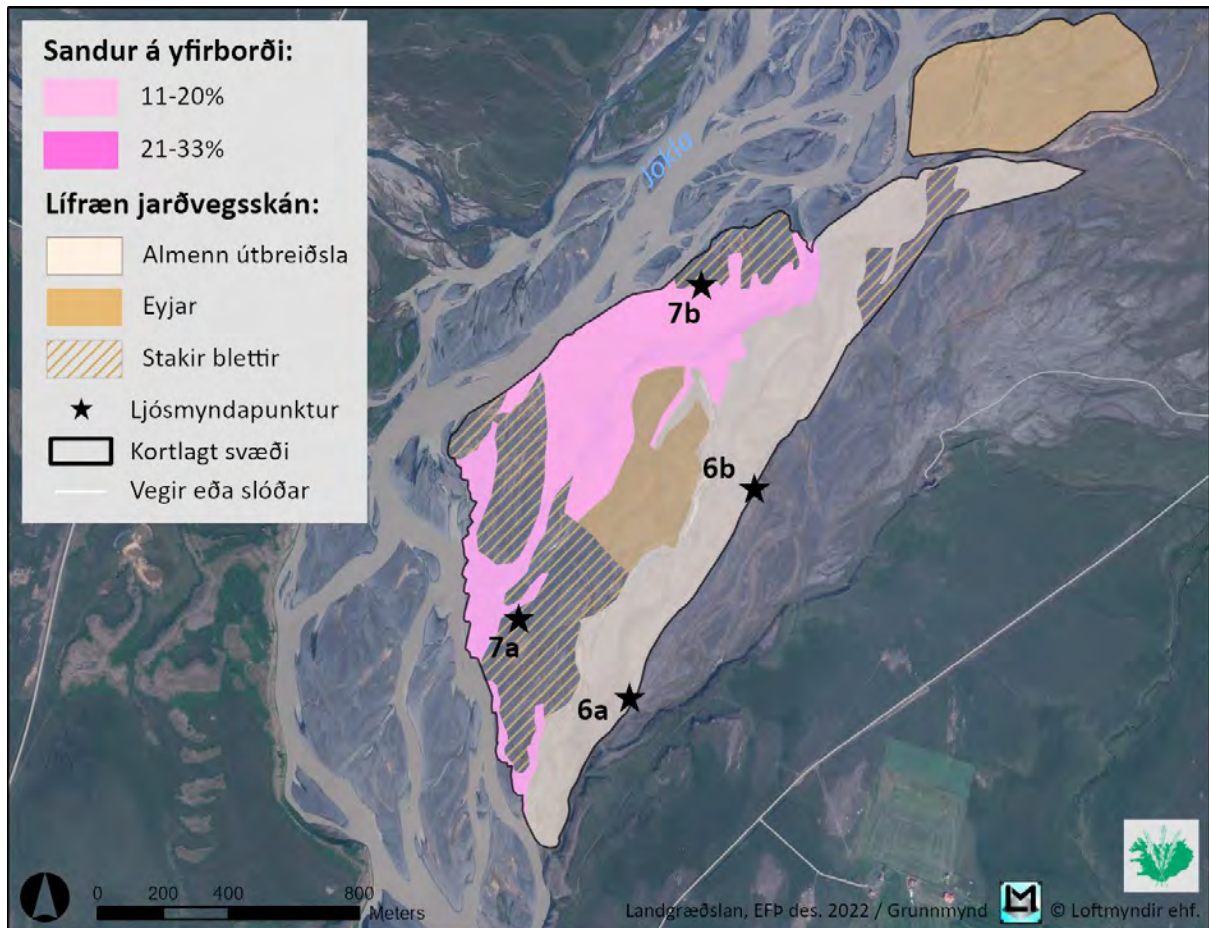 Sandur á yfirborði:
11-20%
21-33%
Lífræn jarðvegsskán:
Almenn útbreiðsla
Eyjar
Stakir blettir
Ljósmyndapunktur
Kortlagt svæði
Vegir eða slóðar
Jokla
7b
6b
7a
6a
0 200 400 800
Meters
Landgræðslan, EFÞ des. 2022 / Grunnmynd © Loftmyndir ehf.